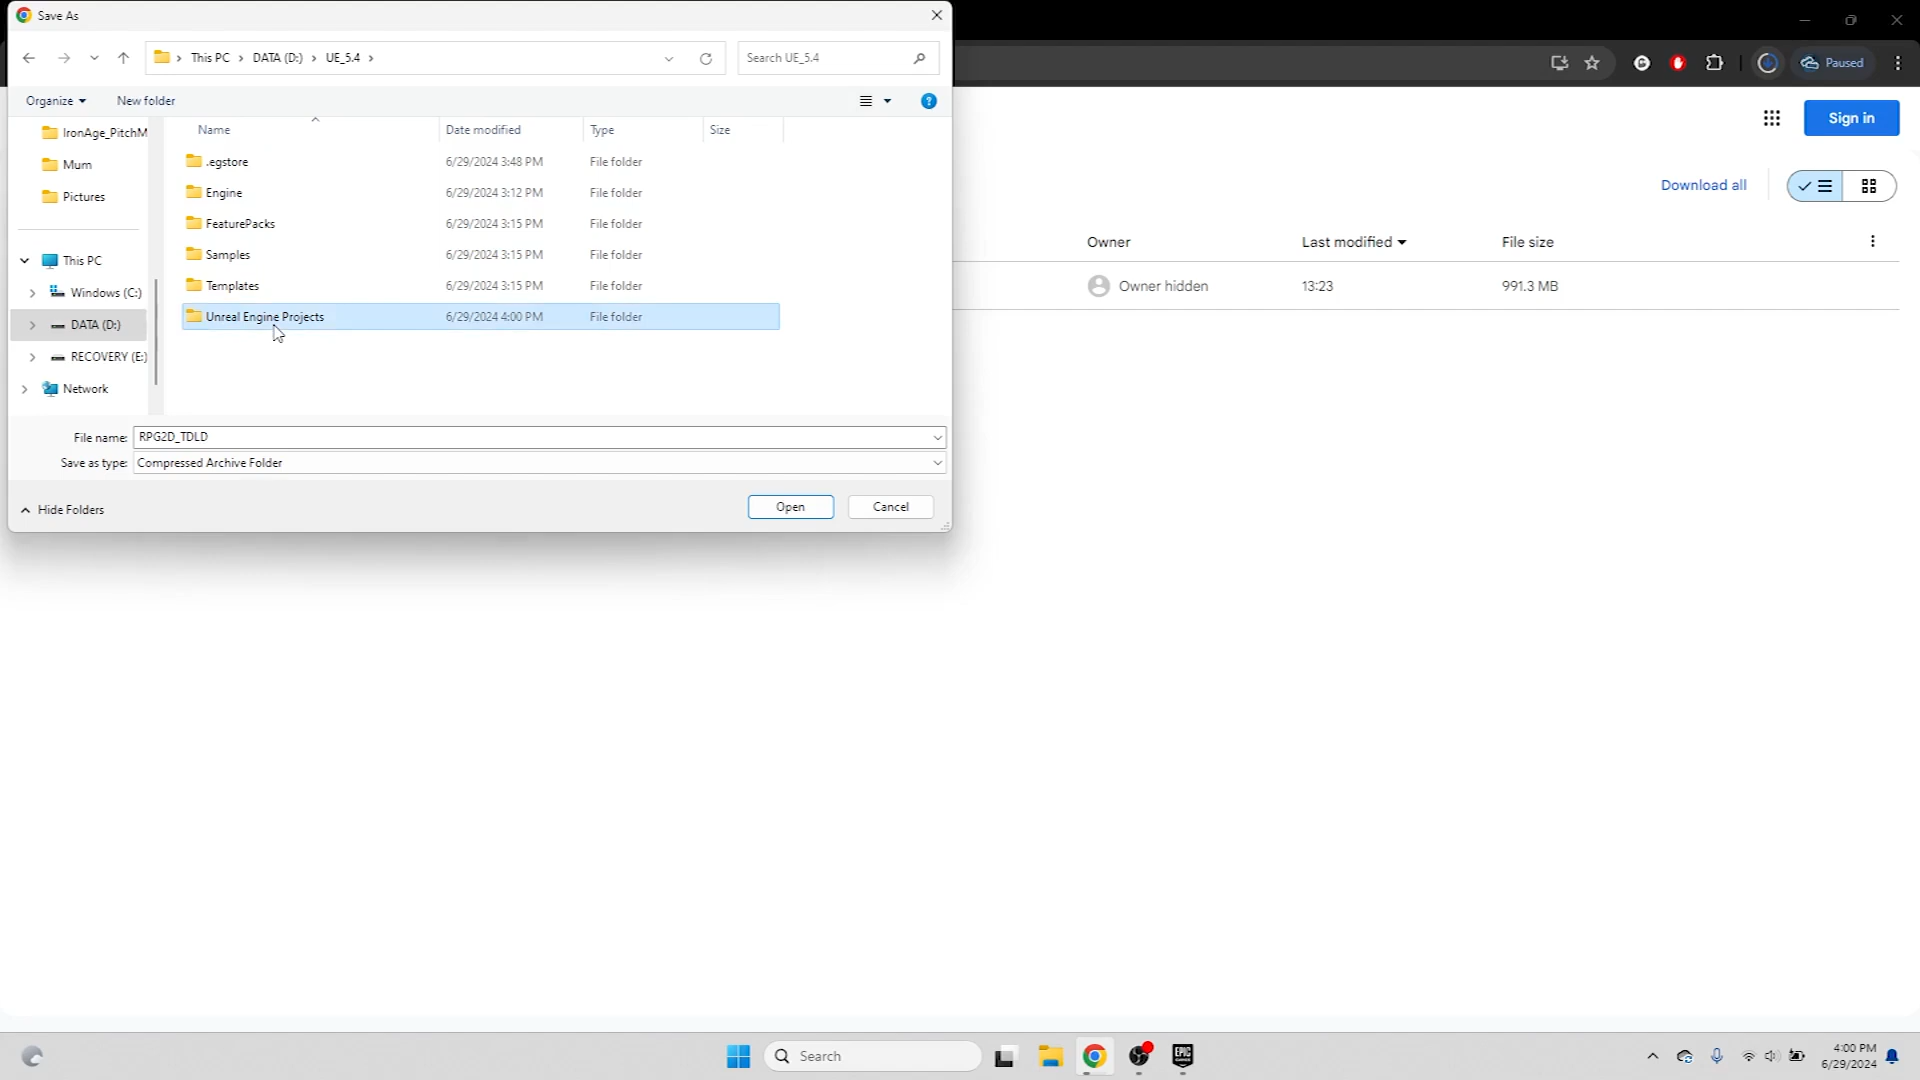 Save As
This PC
DATA (D:)
UE_5.4
Search UE_5.4
Paused
Organize
New folder
Sign in
Download all
Name
Date modified
Type
Size
IronAge_PitchM
Mum
Pictures
This PC
Windows (C:)
DATA (D:)
RECOVERY (E:)
Network
.egstore 6/29/2024 3:48 PM File folder
Engine 6/29/2024 3:12 PM File folder
FeaturePacks 6/29/2024 3:15 PM File folder
Samples 6/29/2024 3:15 PM File folder
Templates 6/29/2024 3:15 PM File folder
Unreal Engine Projects 6/29/2024 4:00 PM File folder
Owner Last modified File size
Owner hidden 13:23 991.3 MB
File name: RPG2D_TDLD
Save as type: Compressed Archive Folder
Hide Folders
Open
Cancel
Search
EPIC
GAMES
4:00 PM
6/29/2024